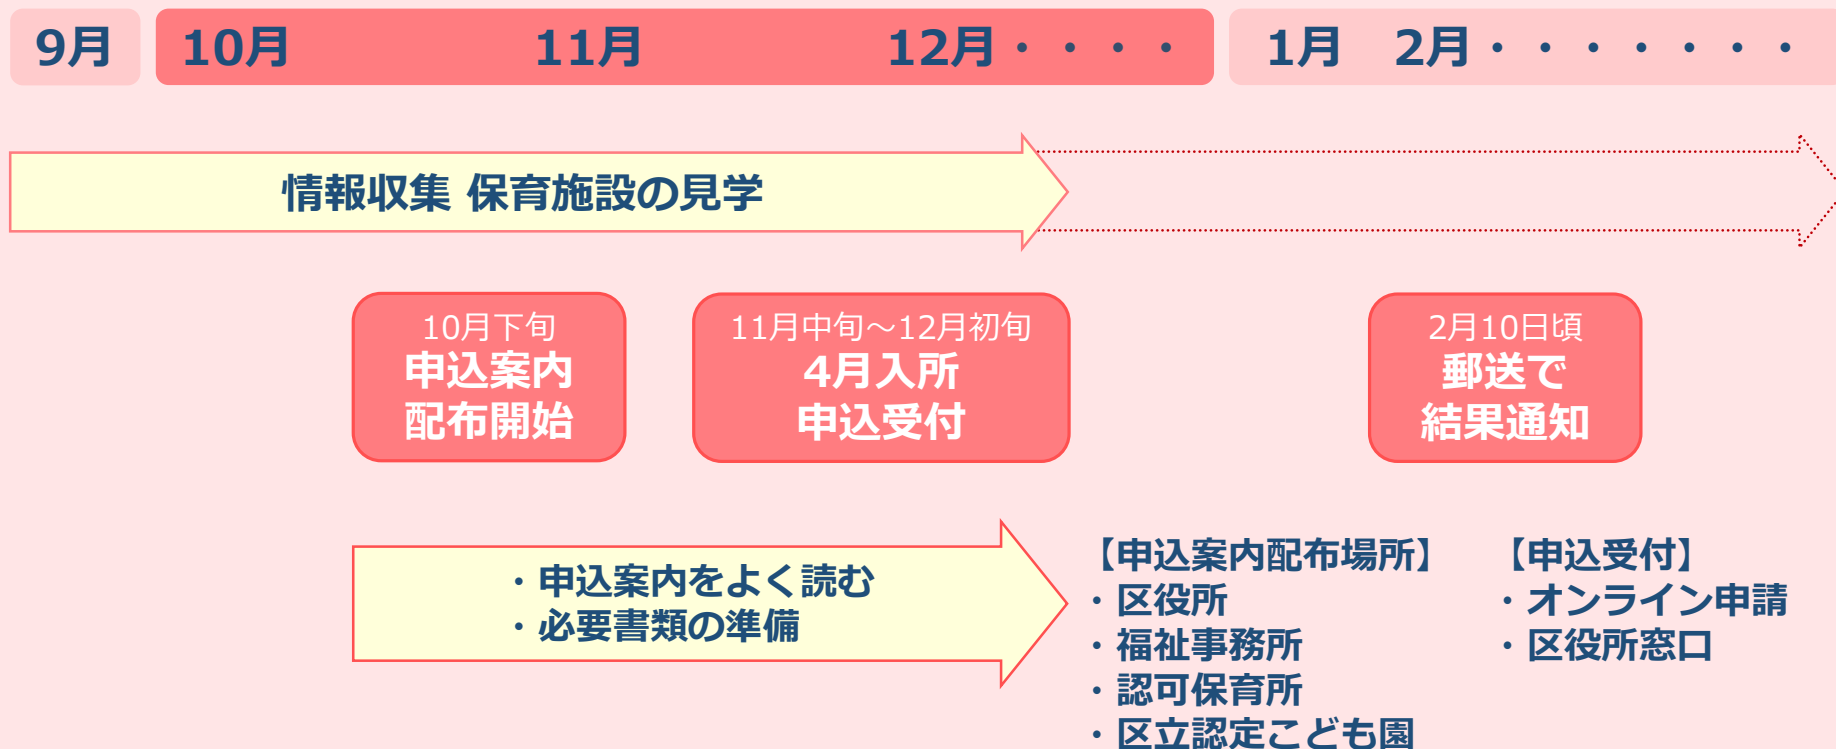 9月 10月 11月 12月・・・・ 1月 2月・・・・・・・
情報収集 保育施設の見学
10月下旬
申込案内
配布開始
11月中旬～12月初旬
4月入所
申込受付
2月10日頃
郵送で
結果通知
・申込案内をよく読む
・必要書類の準備
【申込案内配布場所】
・区役所
・福祉事務所
・認可保育所
・区立認定こども園
【申込受付】
・オンライン申請
・区役所窓口